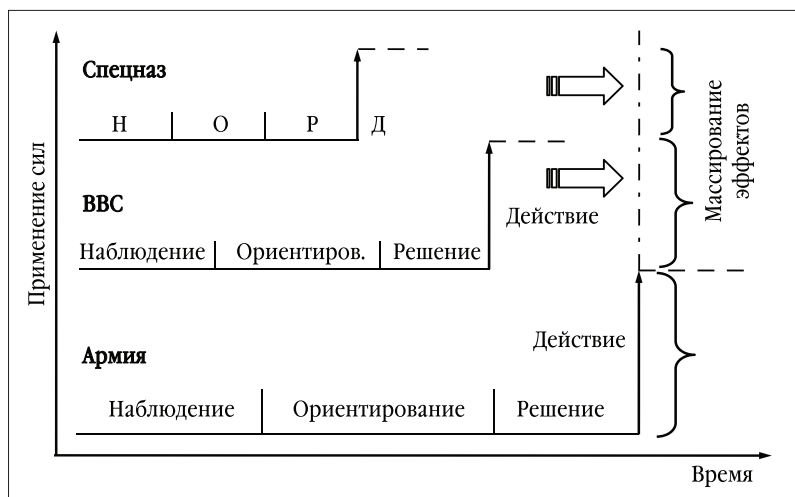 Спецназ
Н О Р Д
ВВС
Действие
Наблюдение Ориентиров. Решение
Армия
Действие
Наблюдение Ориентирование Решение
Применение сил
Массирование
эффектов
Время